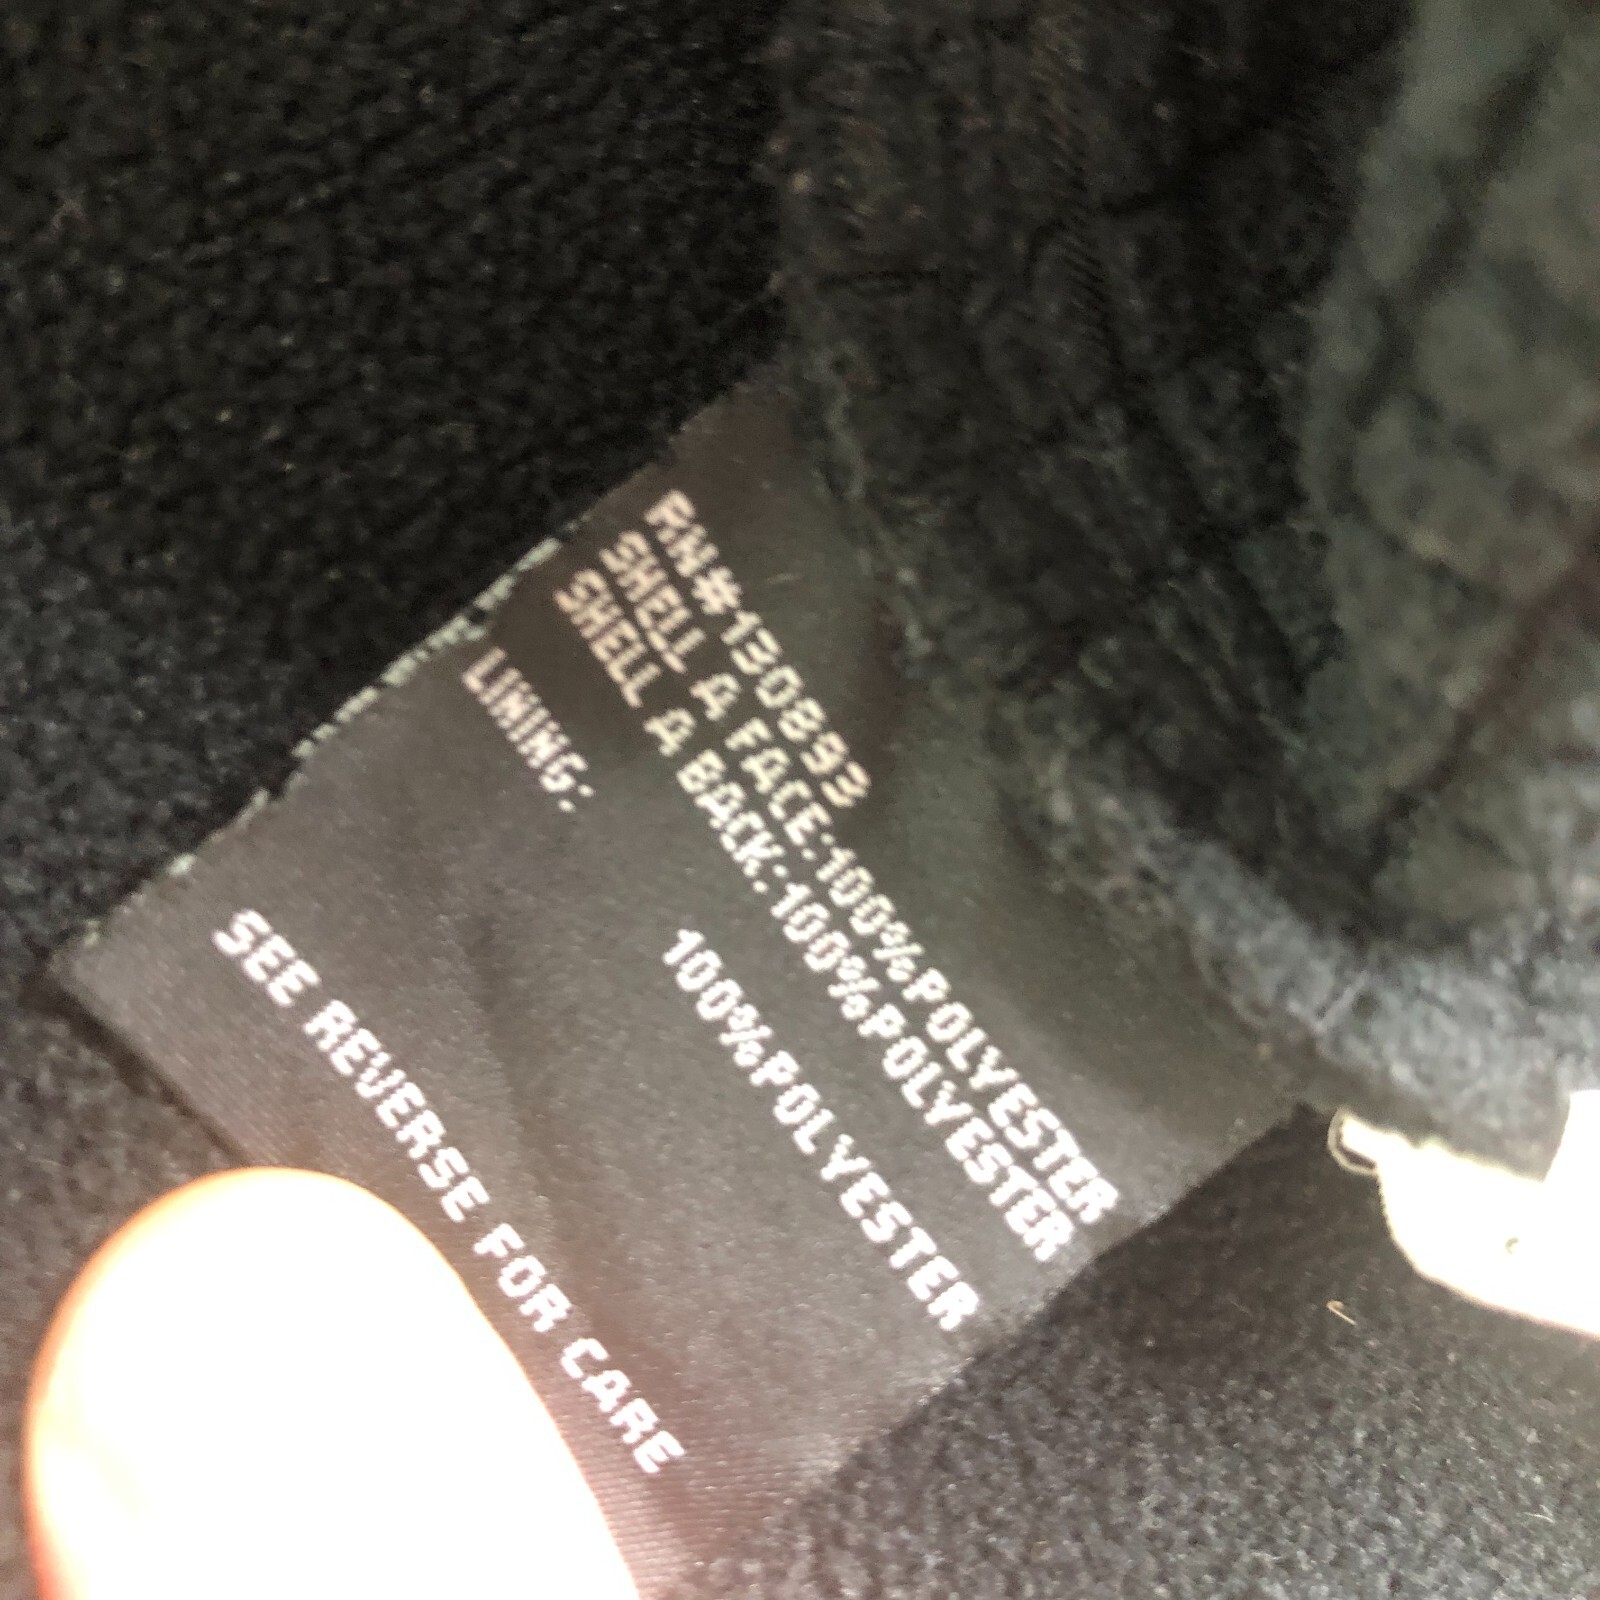 RN#130893
SHELL A FACE:100%POLYESTER
SHELL A BACK:100%POLYESTER
LINING: 100%POLYESTER
SEE REVERSE FOR CARE